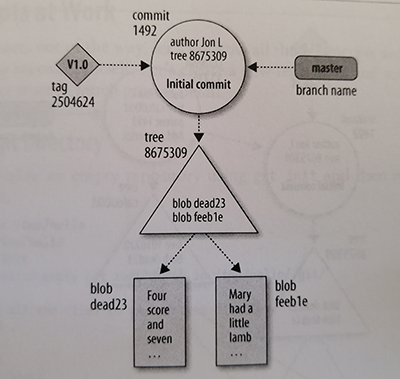 commit
1492
author Jon L
tree 8675309
Initial commit
V1.0
tag
2504624
master
branch name
tree
8675309
blob dead23
blob feeb1e
blob
dead23
Four
score
and
seven
...
Mary
had a
little
lamb
...
blob
feeb1e